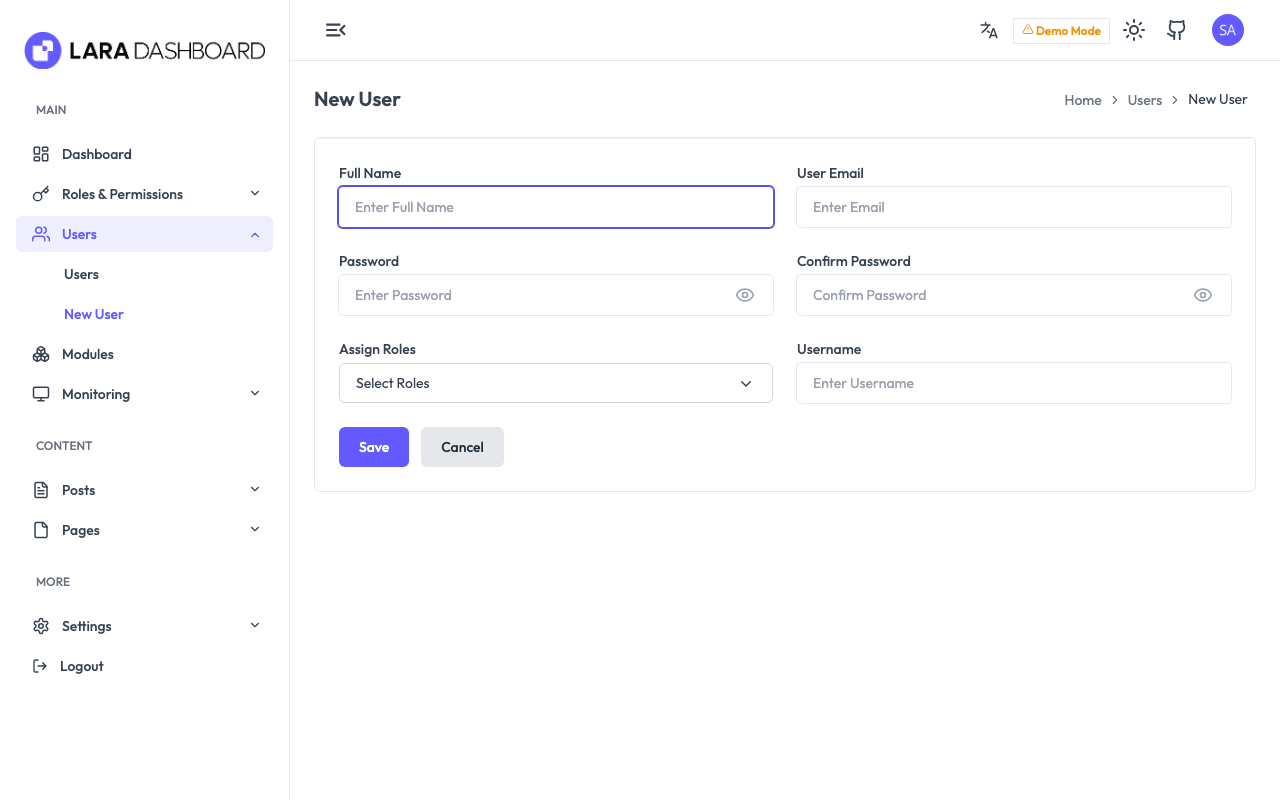 LARA DASHBOARD
MAIN
Dashboard
Roles & Permissions
Users
Users
New User
Modules
Monitoring
CONTENT
Posts
Pages
MORE
Settings
Logout
Demo Mode
SA
New User
Home > Users > New User
Full Name
Enter Full Name
User Email
Enter Email
Password
Enter Password
Confirm Password
Confirm Password
Assign Roles
Select Roles
Username
Enter Username
Save
Cancel